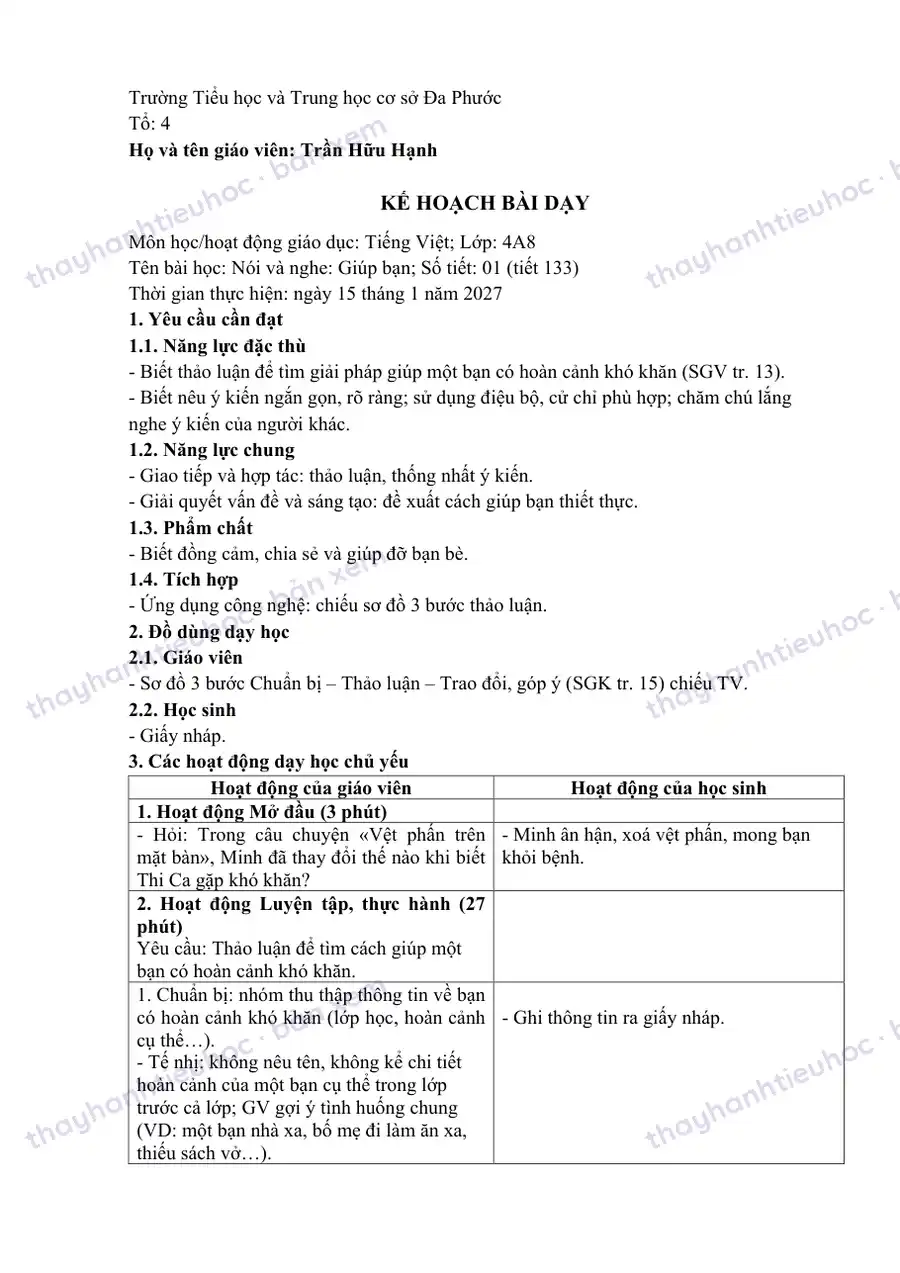 Trường Tiểu học và Trung học cơ sở Đa Phước
Tổ: 4
Họ và tên giáo viên: Trần Hữu Hạnh
KẾ HOẠCH BÀI DẠY
Môn học/hoạt động giáo dục: Tiếng Việt; Lớp: 4A8
Tên bài học: Nói và nghe: Giúp bạn; Số tiết: 01 (tiết 133)
Thời gian thực hiện: ngày 15 tháng 1 năm 2027
1. Yêu cầu cần đạt
1.1. Năng lực đặc thù
- Biết thảo luận để tìm giải pháp giúp một bạn có hoàn cảnh khó khăn (SGV tr. 13).
- Biết nêu ý kiến ngắn gọn, rõ ràng; sử dụng điệu bộ, cử chỉ phù hợp; chăm chú lắng
nghe ý kiến của người khác.
1.2. Năng lực chung
- Giao tiếp và hợp tác: thảo luận, thống nhất ý kiến.
- Giải quyết vấn đề và sáng tạo: đề xuất cách giúp bạn thiết thực.
1.3. Phẩm chất
- Biết đồng cảm, chia sẻ và giúp đỡ bạn bè.
1.4. Tích hợp
- Ứng dụng công nghệ: chiếu sơ đồ 3 bước thảo luận.
2. Đồ dùng dạy học
2.1. Giáo viên
- Sơ đồ 3 bước Chuẩn bị – Thảo luận – Trao đổi, góp ý (SGK tr. 15) chiếu TV.
2.2. Học sinh
- Giấy nháp.
3. Các hoạt động dạy học chủ yếu
Hoạt động của giáo viên
Hoạt động của học sinh
1. Hoạt động Mở đầu (3 phút)
- Hỏi: Trong câu chuyện «Vệt phấn trên
mặt bàn», Minh đã thay đổi thế nào khi biết
Thi Ca gặp khó khăn?
- Minh ân hận, xoá vệt phấn, mong bạn
khỏi bệnh.
2. Hoạt động Luyện tập, thực hành (27
phút)
Yêu cầu: Thảo luận để tìm cách giúp một
bạn có hoàn cảnh khó khăn.
1. Chuẩn bị: nhóm thu thập thông tin về bạn
có hoàn cảnh khó khăn (lớp học, hoàn cảnh
cụ thể…).
- Tế nhị: không nêu tên, không kể chi tiết
hoàn cảnh của một bạn cụ thể trong lớp
trước cả lớp; GV gợi ý tình huống chung
(VD: một bạn nhà xa, bố mẹ đi làm ăn xa,
thiếu sách vở…).
- Ghi thông tin ra giấy nháp.
thayhanhtieuhoc · bản xem
thayhanhtieuhoc · b
thayhanhtieuhoc · bản xem
thayhanhtieuhoc · b
thayhanhtieuhoc · bản xem
thayhanhtieuhoc · b